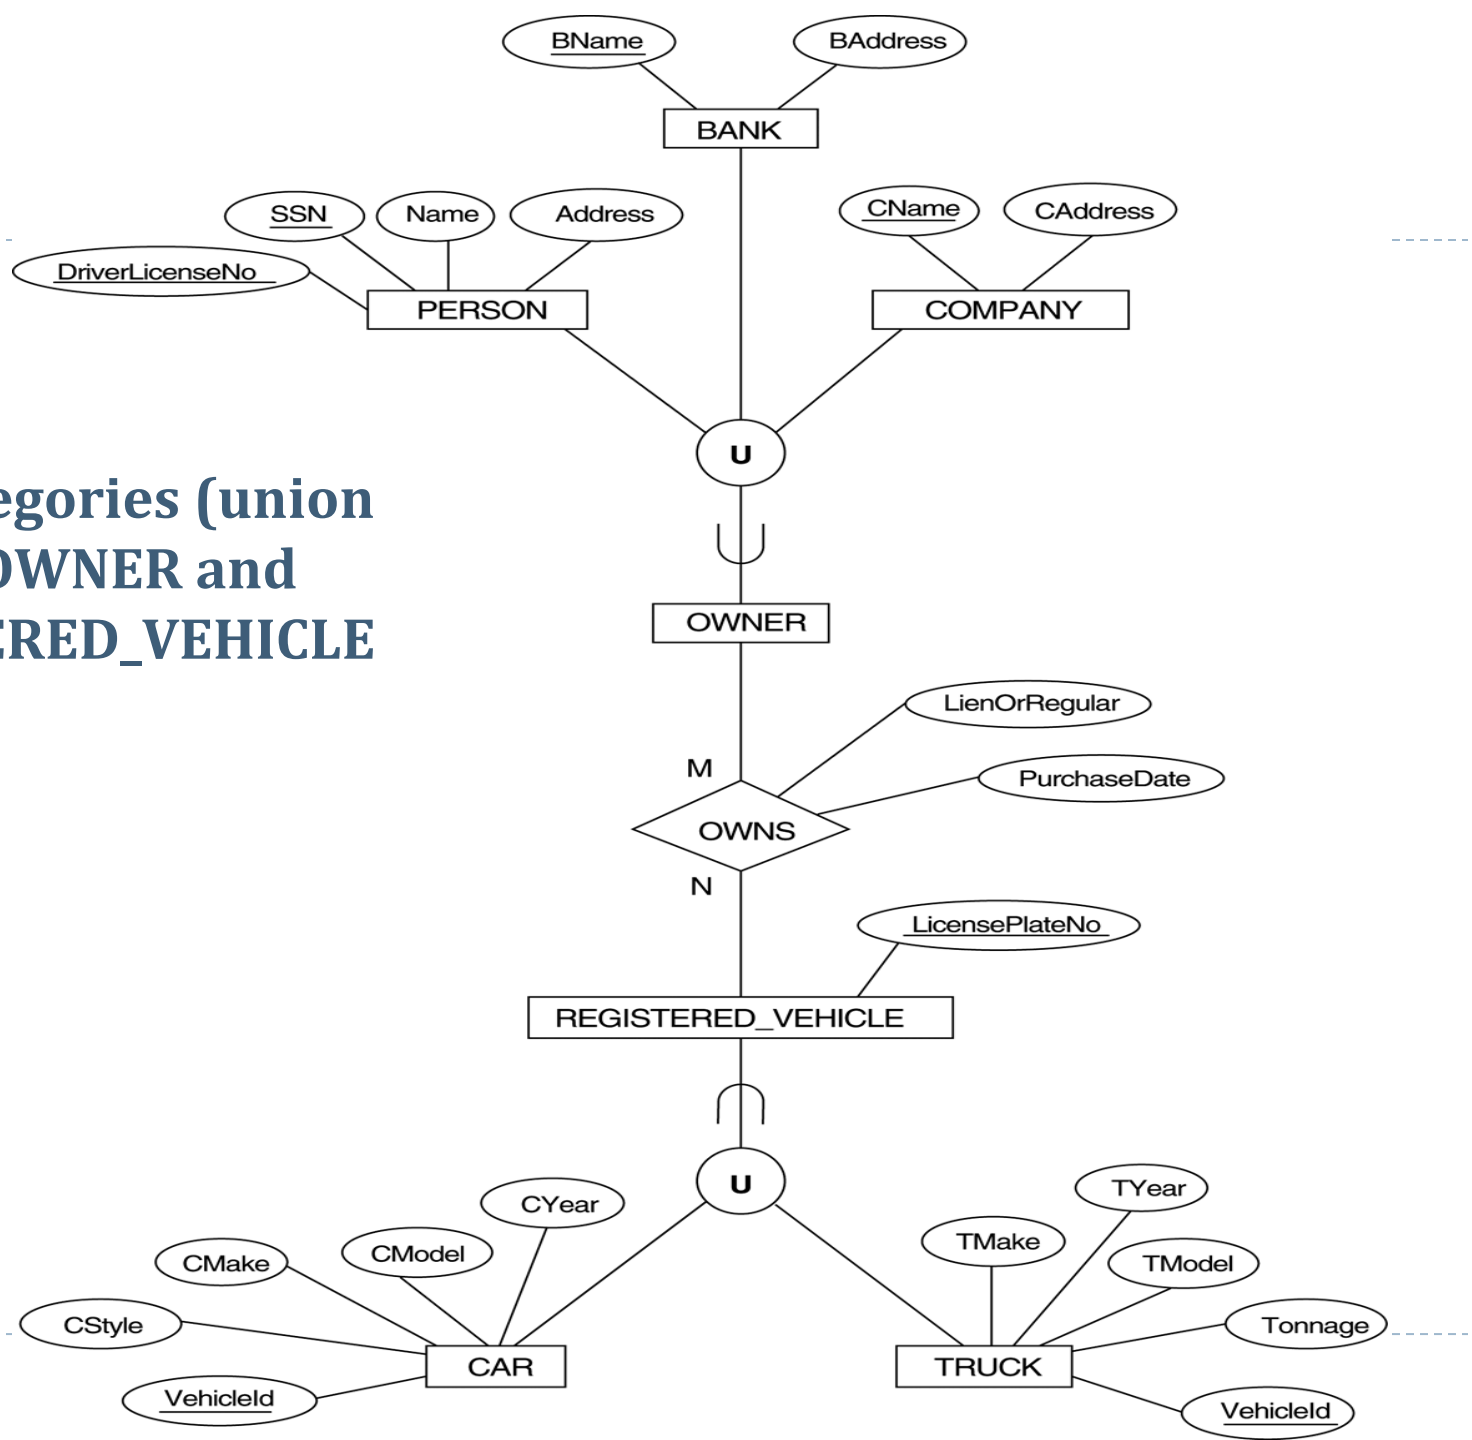 BName
BAddress
BANK
SSN
Name
Address
CName
CAddress
DriverLicenseNo
PERSON
COMPANY
U
egories (union
OWNER and
ERED_VEHICLE
OWNER
LienOrRegular
M
PurchaseDate
OWNS
N
LicensePlateNo
REGISTERED_VEHICLE
U
TYear
CYear
TMake
CModel
CMake
TModel
CStyle
Tonnage
CAR
TRUCK
VehicleId
VehicleId